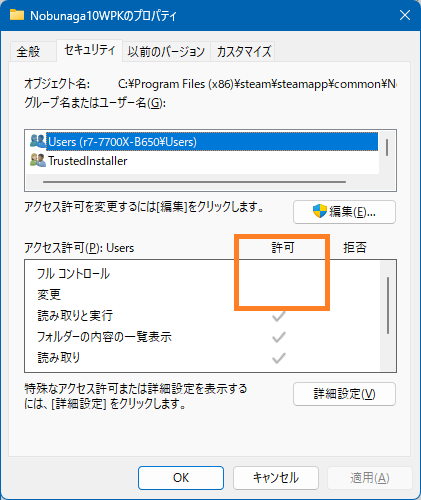 Nobunaga10WPKのプロパティ
全般 セキュリティ 以前のバージョン カスタマイズ
オブジェクト名: C:¥Program Files (x86)¥steam¥steamapp¥common¥No
グループ名またはユーザー名(G):
Users (r7-7700X-B650¥Users)
TrustedInstaller
アクセス許可を変更するには[編集]をクリックします。 編集(E)...
アクセス許可(P): Users 許可 拒否
フル コントロール
変更
読み取りと実行
フォルダーの内容の一覧表示
読み取り
特殊なアクセス許可または詳細設定を表示する
には、[詳細設定] をクリックします。 詳細設定(V)
OK キャンセル 適用(A)